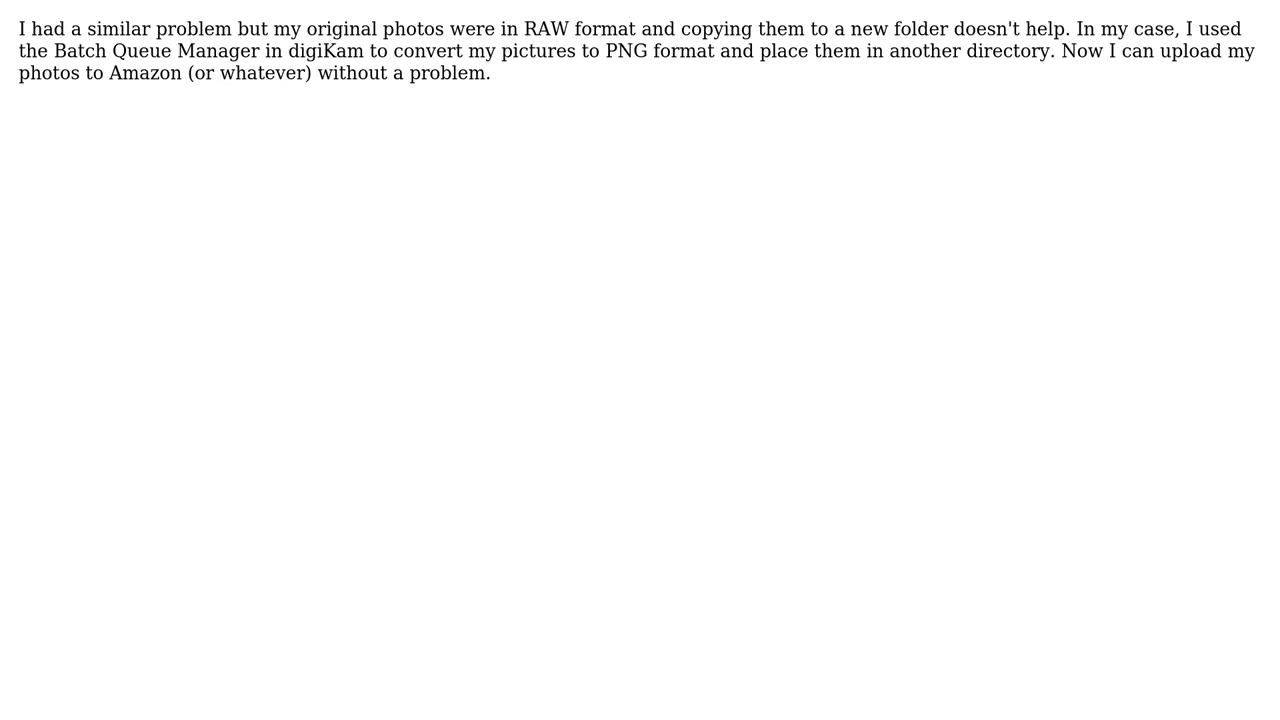 I had a similar problem but my original photos were in RAW format and copying them to a new folder doesn't help. In my case, I used
the Batch Queue Manager in digiKam to convert my pictures to PNG format and place them in another directory. Now I can upload my
photos to Amazon (or whatever) without a problem.